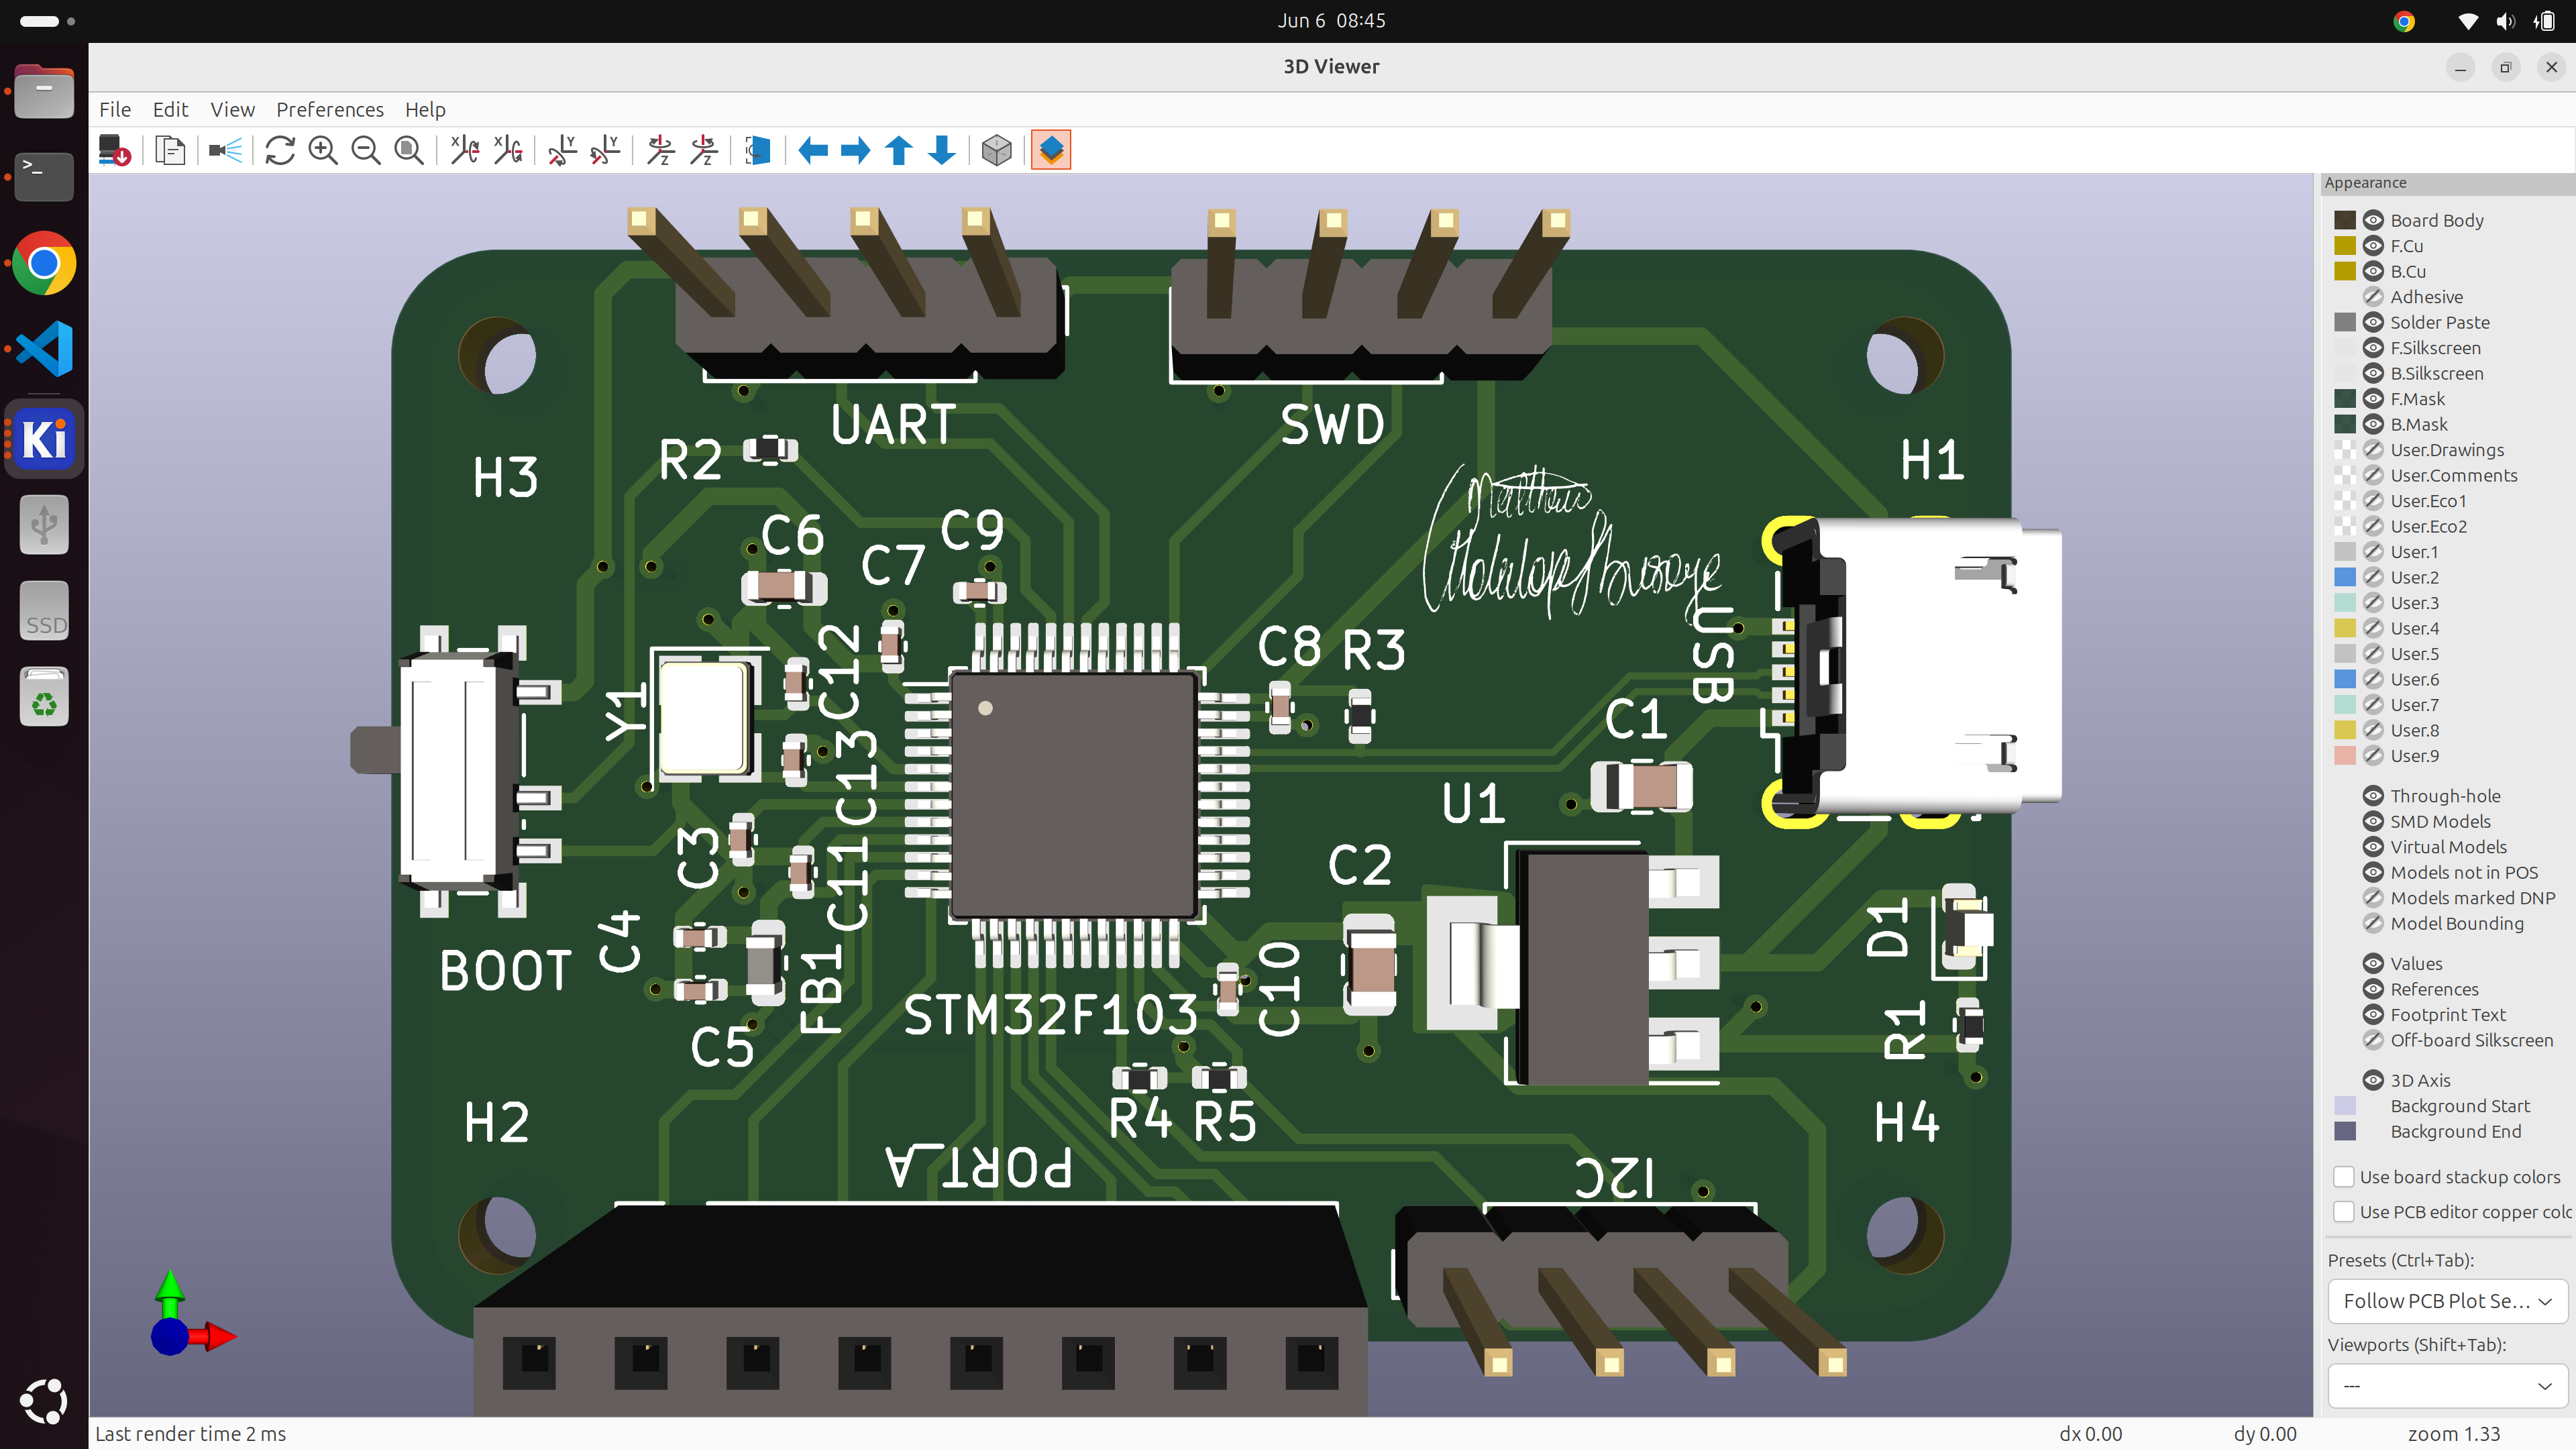 Jun 6 08:45
3D Viewer
File Edit View Preferences Help
Appearance
Board Body
F.Cu
B.Cu
Adhesive
Solder Paste
F.Silkscreen
B.Silkscreen
F.Mask
B.Mask
User.Drawings
User.Comments
User.Eco1
User.Eco2
User.1
User.2
User.3
User.4
User.5
User.6
User.7
User.8
User.9
Through-hole
SMD Models
Virtual Models
Models not in POS
Models marked DNP
Model Bounding
Values
References
Footprint Text
Off-board Silkscreen
3D Axis
Background Start
Background End
Use board stackup colors
Use PCB editor copper colo
Presets (Ctrl+Tab):
Follow PCB Plot Se...
Viewports (Shift+Tab):
---
UART
SWD
R2
H3
H1
Matthew
C6
C9
C7
USB
C12
C8
R3
Y1
C1
C13
U1
C3
C11
C2
C4
D1
BOOT
FB1
C10
STM32F103
R1
C5
R4
R5
H2
H4
PORT_A
I2C
Ki
SSD
>_
X X Y Y Z Z
Last render time 2 ms
dx 0.00
dy 0.00
zoom 1.33